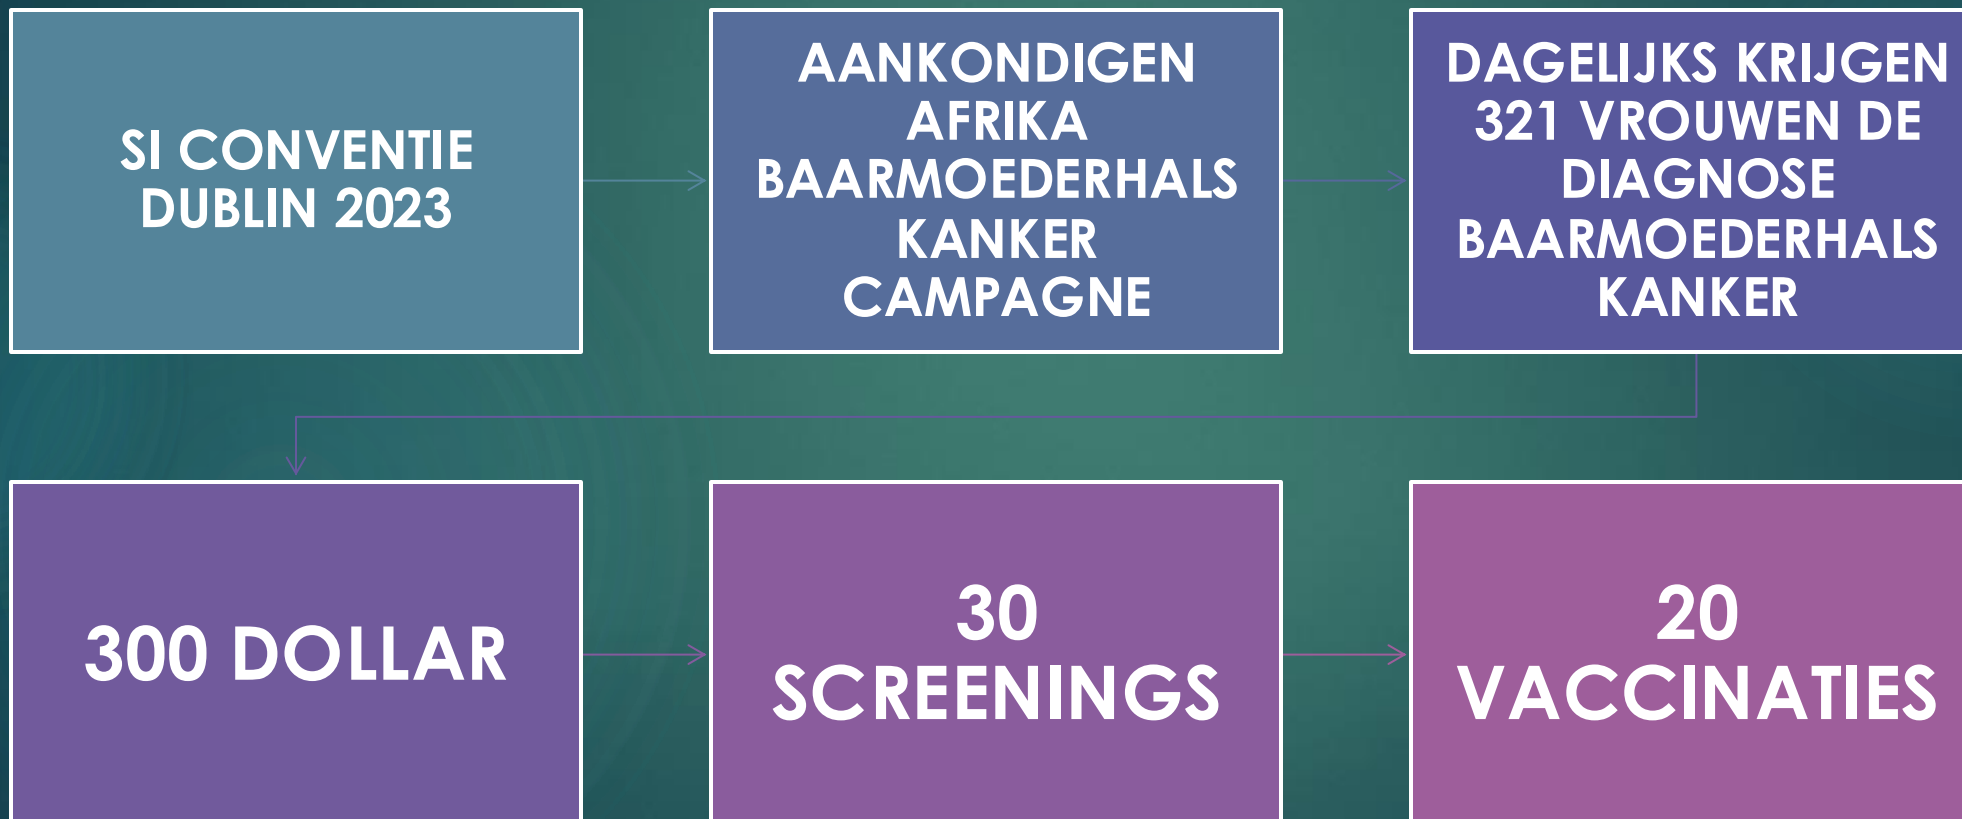 SI CONVENTIE
DUBLIN 2023
AANKONDIGEN
AFRIKA
BAARMOEDERHALS
KANKER
CAMPAGNE
DAGELIJKS KRIJGEN
321 VROUWEN DE
DIAGNOSE
BAARMOEDERHALS
KANKER
300 DOLLAR
30
SCREENINGS
20
VACCINATIES